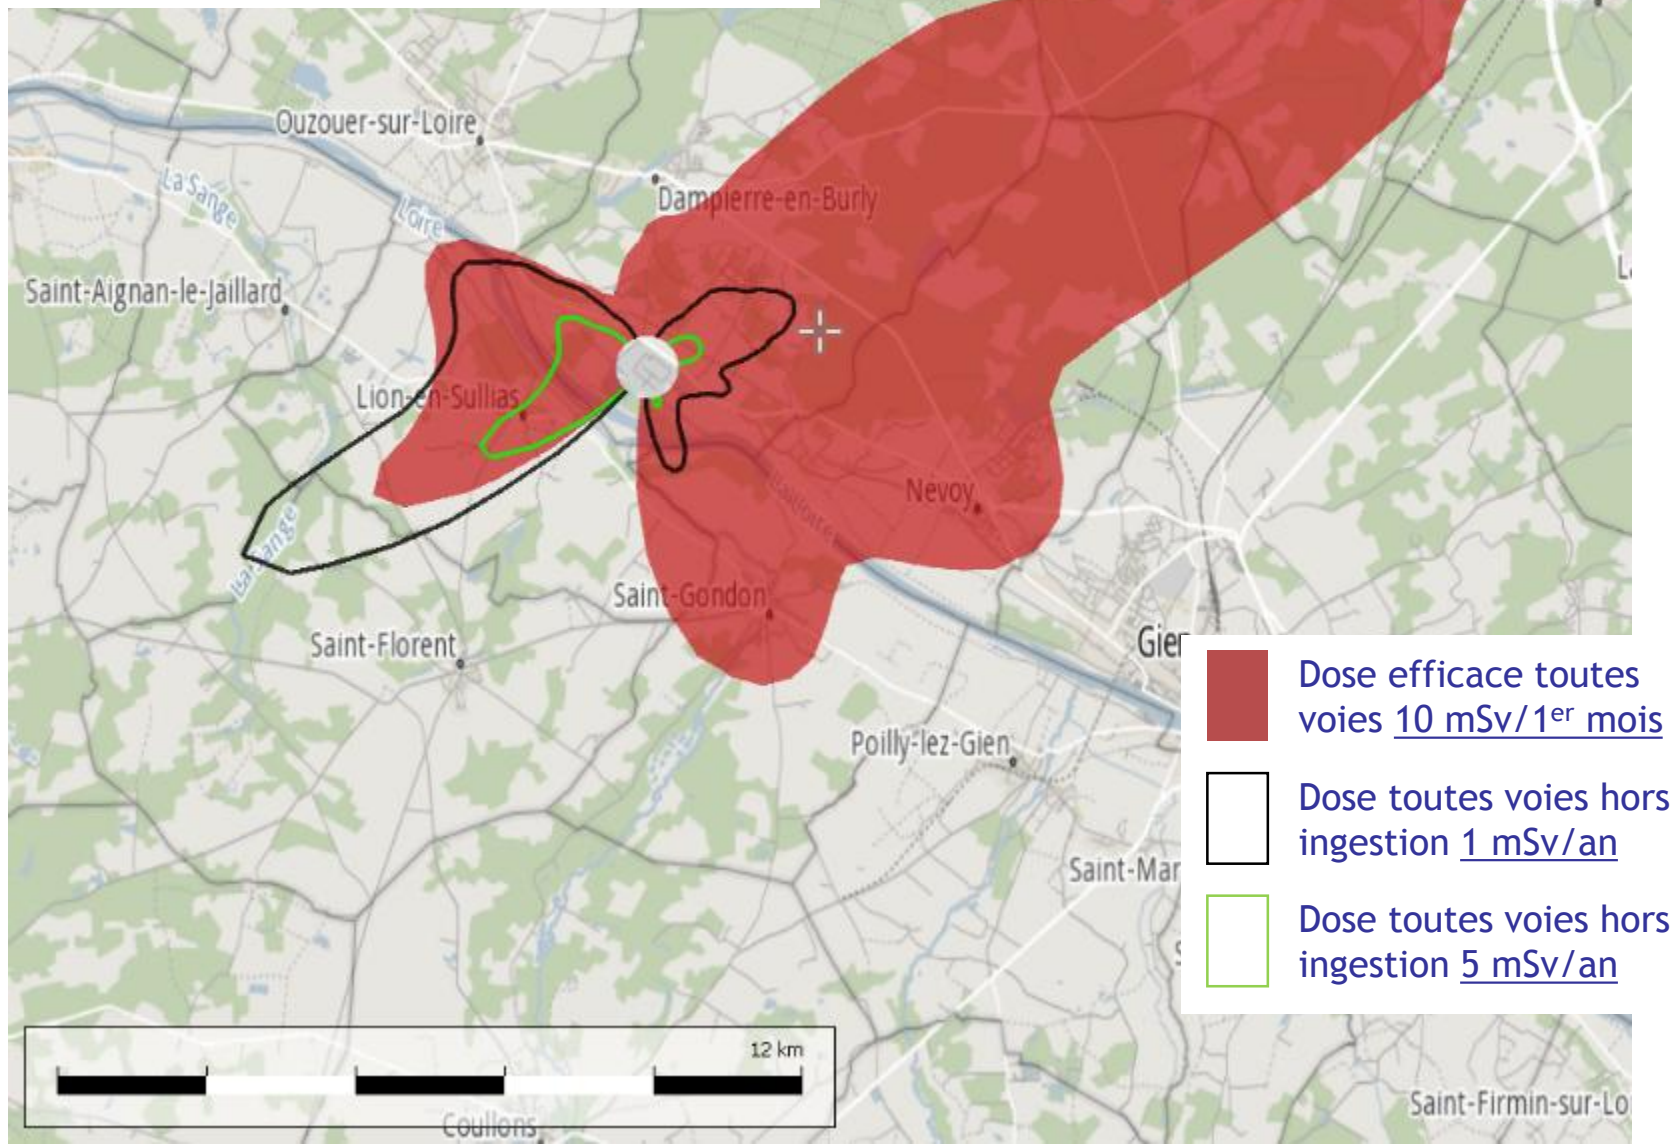 Ouzouer-sur-Loire
La Sange
Loire
Dampierre-en-Burly
Saint-Aignan-le-Jaillard
Lion-en-Sullias
Nevoy
La Sange
Saint-Gondon
Saint-Florent
Gien
Poilly-lez-Gien
Saint-Mar
Dose efficace toutes
voies 10 mSv/1er mois
Dose toutes voies hors
ingestion 1 mSv/an
Dose toutes voies hors
ingestion 5 mSv/an
12 km
Coullons
Saint-Firmin-sur-Lo